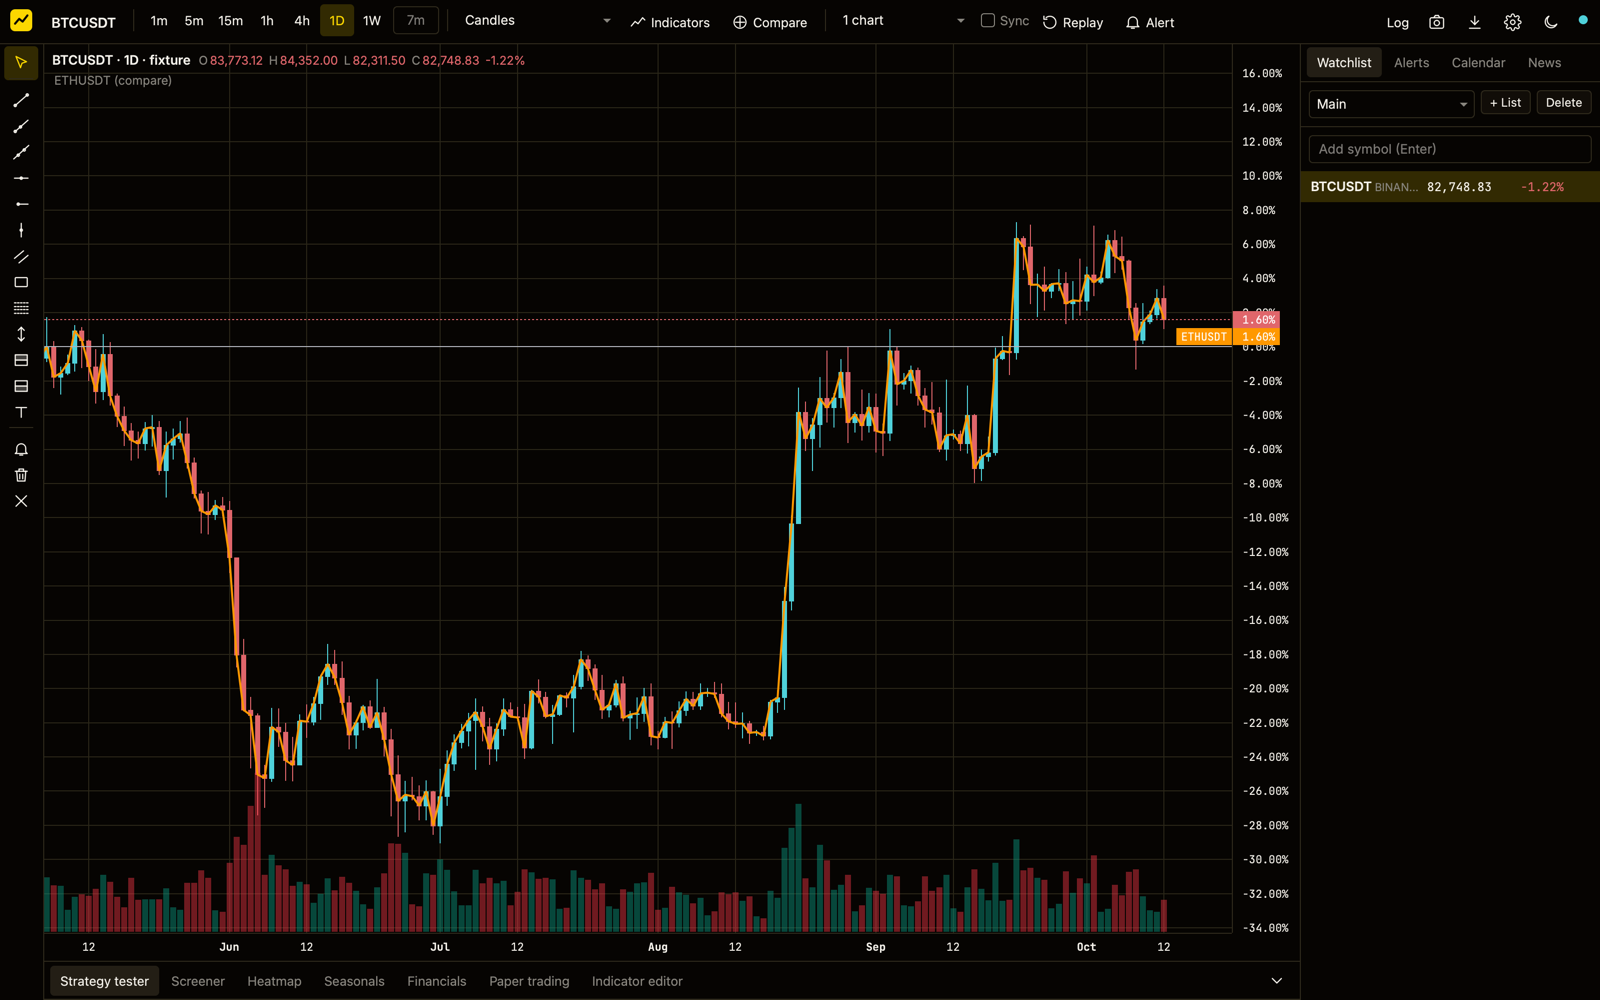 BTCUSDT 1m 5m 15m 1h 4h 1D 1W 7m Candles Indicators Compare 1 chart Sync Replay Alert Log
BTCUSDT · 1D · fixture O 83,773.12 H 84,352.00 L 82,311.50 C 82,748.83 -1.22%
ETHUSDT (compare)
16.00%
14.00%
12.00%
10.00%
8.00%
6.00%
4.00%
1.60%
ETHUSDT 1.60%
0.00%
-2.00%
-4.00%
-6.00%
-8.00%
-10.00%
-12.00%
-14.00%
-16.00%
-18.00%
-20.00%
-22.00%
-24.00%
-26.00%
-28.00%
-30.00%
-32.00%
-34.00%
12 Jun 12 Jul 12 Aug 12 Sep 12 Oct 12
Watchlist Alerts Calendar News
Main + List Delete
Add symbol (Enter)
BTCUSDT BINAN... 82,748.83 -1.22%
Strategy tester Screener Heatmap Seasonals Financials Paper trading Indicator editor